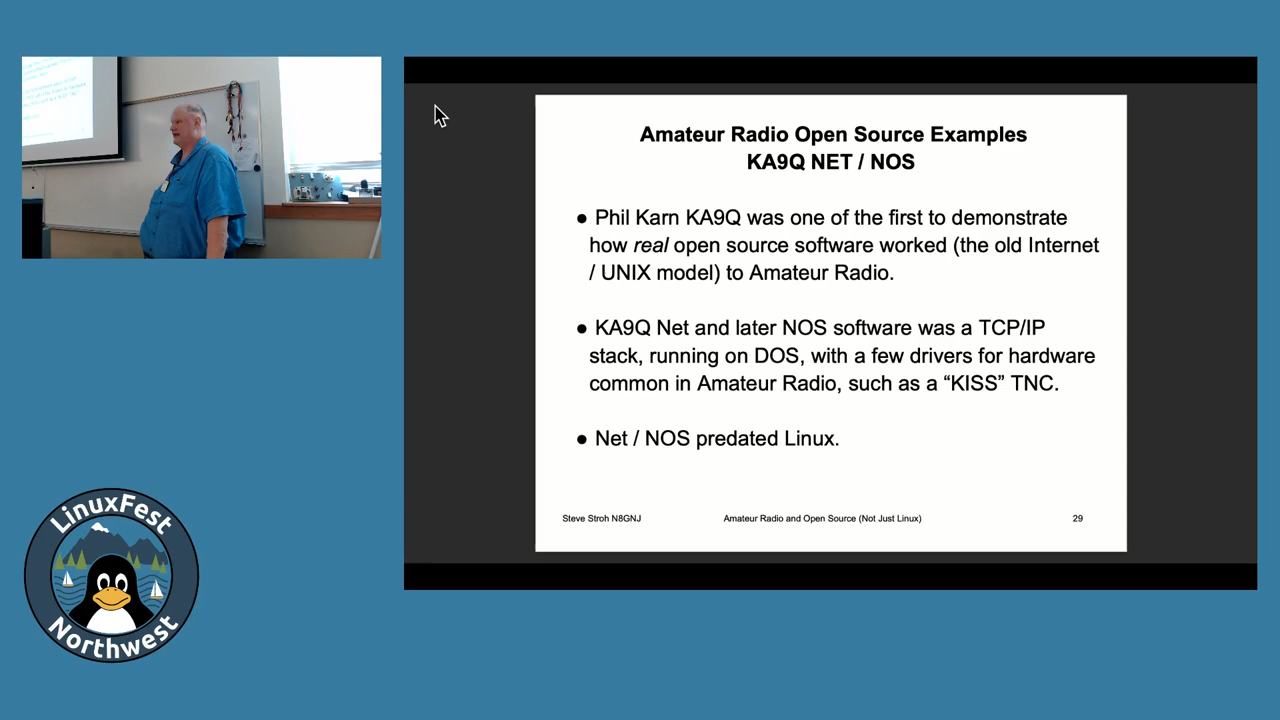 Amateur Radio Open Source Examples
KA9Q NET / NOS
● Phil Karn KA9Q was one of the first to demonstrate
how real open source software worked (the old Internet
/ UNIX model) to Amateur Radio.
● KA9Q Net and later NOS software was a TCP/IP
stack, running on DOS, with a few drivers for hardware
common in Amateur Radio, such as a “KISS” TNC.
● Net / NOS predated Linux.
Steve Stroh N8GNJ
Amateur Radio and Open Source (Not Just Linux)
29
LinuxFest
Northwest